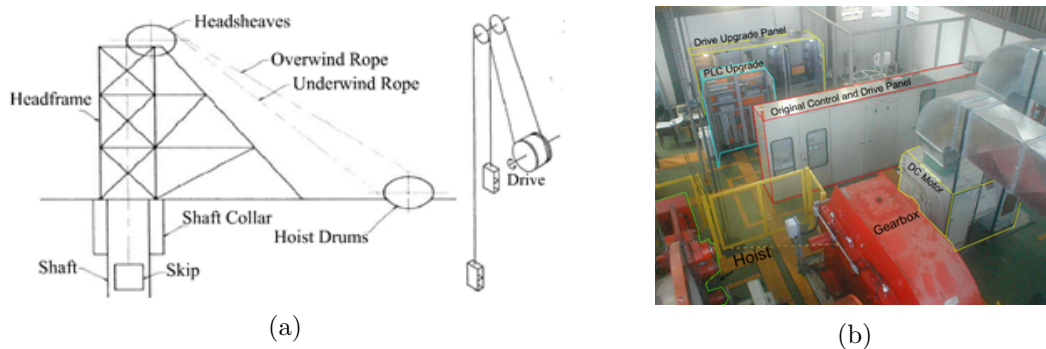 Headsheaves
Overwind Rope
Underwind Rope
Headframe
Drive
Shaft Collar
Hoist Drums
Shaft
Skip
(a)
Drive Upgrade Panel
PLC Upgrade
Original Control and Drive Panel
DC Motor
Gearbox
Hoist
(b)